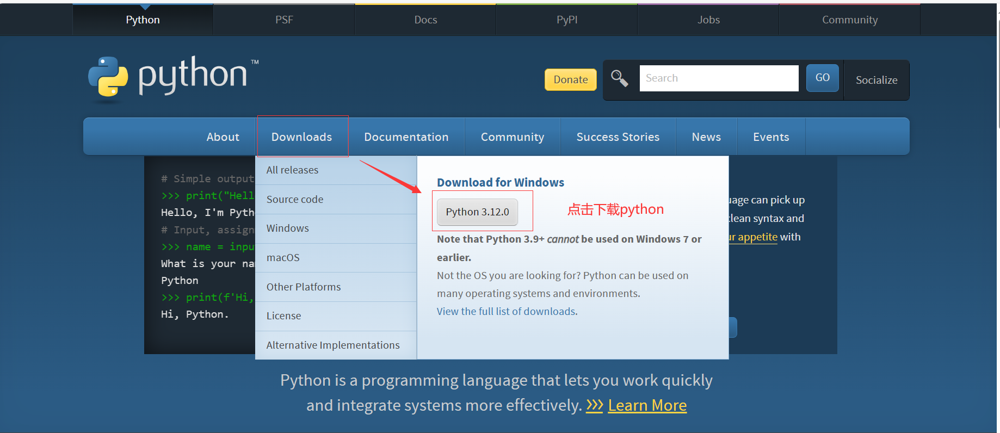 Python
PSF
Docs
PyPI
Jobs
Community
python™
Donate
Search
GO
Socialize
About
Downloads
Documentation
Community
Success Stories
News
Events
# Simple output
>>> print("Hell
Hello, I'm Pyth
# Input, assign
>>> name = inpu
What is your na
Python
>>> print(f'Hi,
Hi, Python.
All releases
Source code
Windows
macOS
Other Platforms
License
Alternative Implementations
Download for Windows
Python 3.12.0
点击下载python
Note that Python 3.9+ cannot be used on Windows 7 or
earlier.
Not the OS you are looking for? Python can be used on
many operating systems and environments.
View the full list of downloads.
uage can pick up
clean syntax and
ur appetite with
Python is a programming language that lets you work quickly
and integrate systems more effectively. >>> Learn More